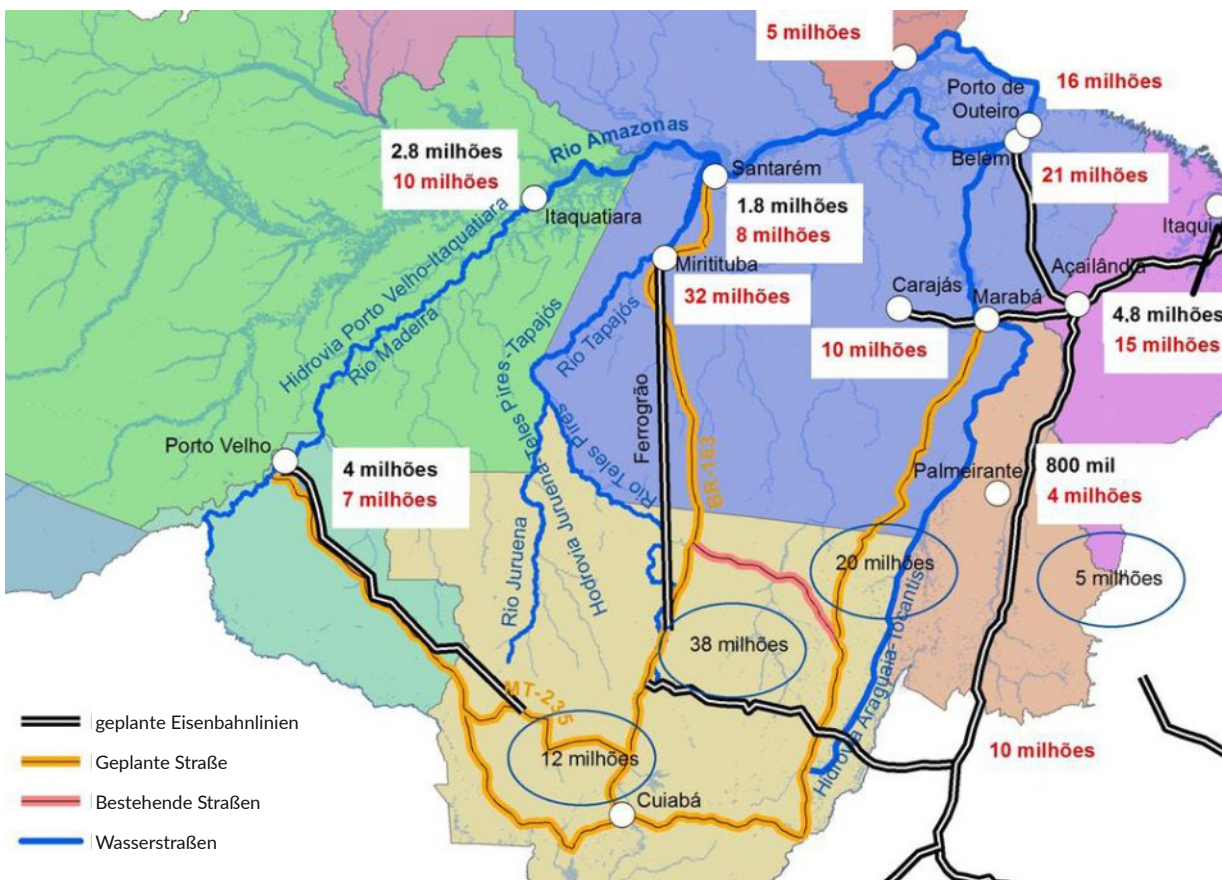 5 milhões
16 milhões
Porto de
Outeiro
Belém
21 milhões
Rio Amazonas
2.8 milhões
10 milhões
Itaquatiara
Santarém
1.8 milhões
8 milhões
Itaqui
Hidrovia Porto Velho-Itaquatiara
Rio Madeira
Miritituba
32 milhões
Açailândia
Carajás
Marabá
10 milhões
4.8 milhões
15 milhões
Rio Tapajós
Hodrovia Juruena-Teles Pires-Tapajós
Rio Teles Pires
Ferrogrão
BR-163
Porto Velho
4 milhões
7 milhões
Palmeirante
800 mil
4 milhões
Rio Juruena
20 milhões
5 milhões
38 milhões
Hidrovia Araguaia-Tocantis
MT-235
12 milhões
10 milhões
Cuiabá
geplante Eisenbahnlinien
Geplante Straße
Bestehende Straßen
Wasserstraßen